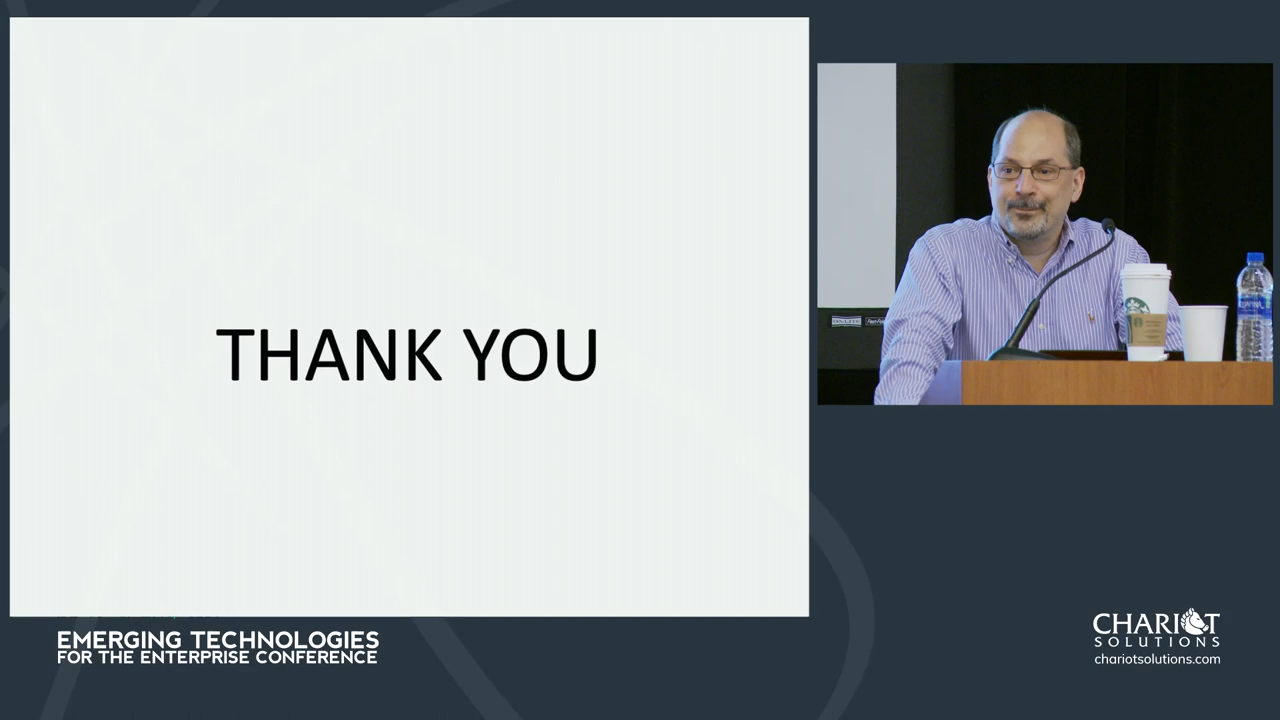 THANK YOU
EMERGING TECHNOLOGIES
FOR THE ENTERPRISE CONFERENCE
CHARIOT
SOLUTIONS
chariotsolutions.com